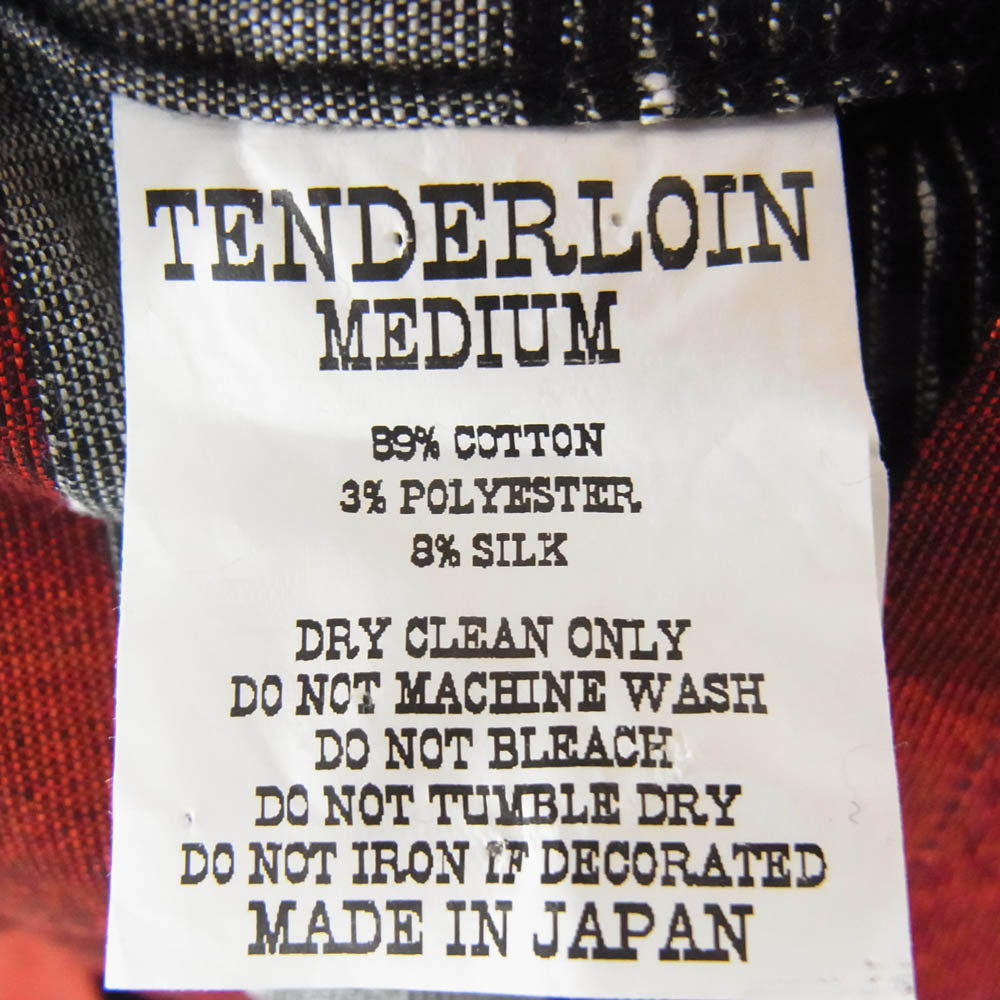 TENDERLOIN
MEDIUM
89% COTTON
3% POLYESTER
8% SILK
DRY CLEAN ONLY
DO NOT MACHINE WASH
DO NOT BLEACH
DO NOT TUMBLE DRY
DO NOT IRON IF DECORATED
MADE IN JAPAN